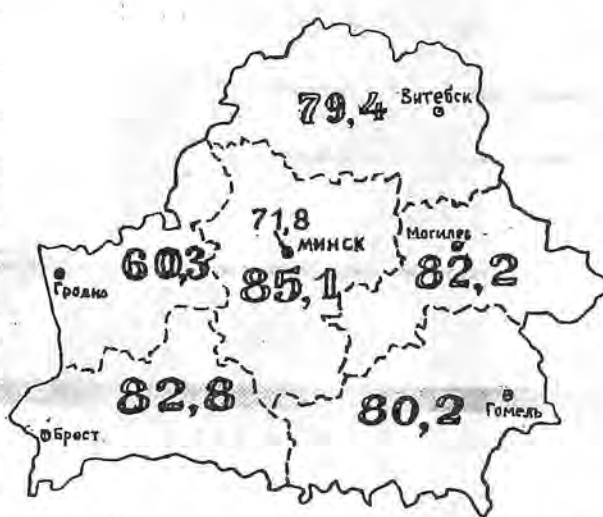 79,4
Витебск
71,8
МИНСК
85,1
Могилев
82,2
60,3
Гродно
82,8
Брест
80,2
Гомель